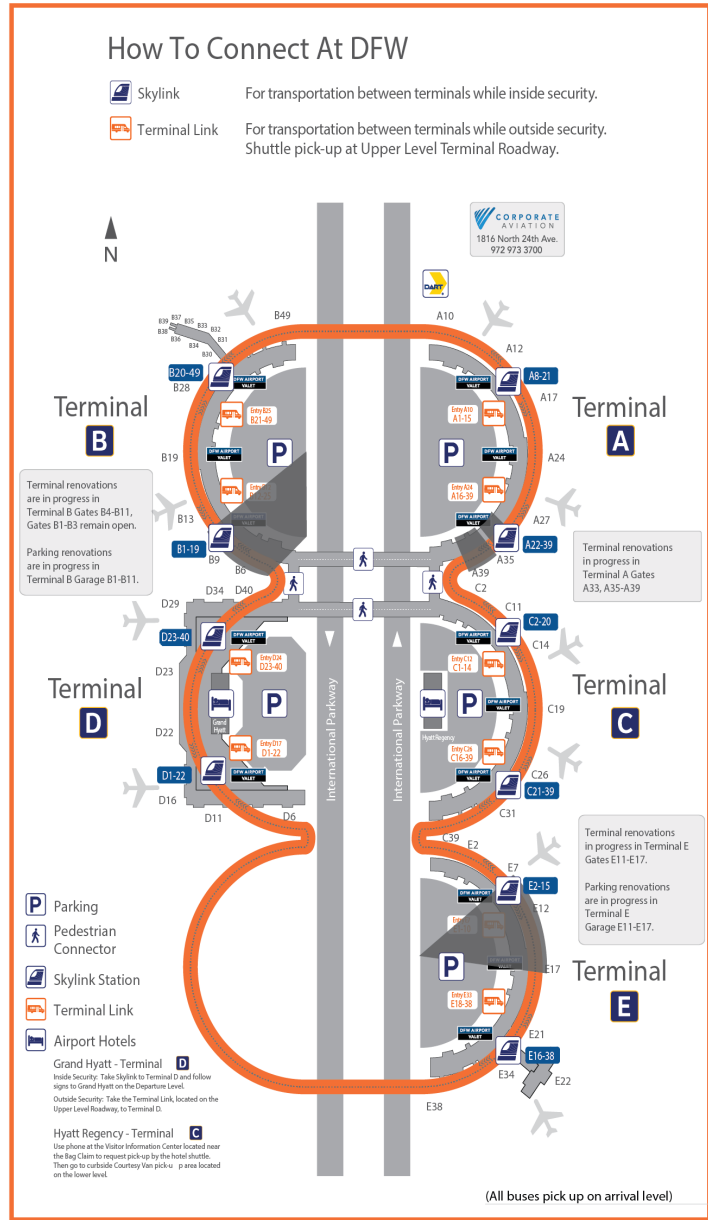 How To Connect At DFW
Skylink For transportation between terminals while inside security.
Terminal Link For transportation between terminals while outside security.
Shuttle pick-up at Upper Level Terminal Roadway.
N
CORPORATE
AVIATION
1816 North 24th Ave.
972 973 3700
DART
B49
A10
B39
B37
B35
B33
B32
B38
B36
B34
B31
B30
A12
B20-49
DFW AIRPORT
VALET
DFW AIRPORT
VALET
A8-21
B28
A17
Terminal
B
Entry B25
B21-49
Entry A10
A1-15
Terminal
A
P
P
B19
DFW AIRPORT
VALET
DFW AIRPORT
VALET
A24
Terminal renovations
are in progress in
Terminal B Gates B4-B11,
Gates B1-B3 remain open.
Parking renovations
are in progress in
Terminal B Garage B1-B11.
Entry A24
A16-39
B13
DFW AIRPORT
VALET
DFW AIRPORT
VALET
A27
B1-19
A22-39
B9
B6
A35
A39
Terminal renovations
in progress in
Terminal A Gates
A33, A35-A39
D34
D40
C2
D29
C11
C2-20
D23-40
DFW AIRPORT
VALET
DFW AIRPORT
VALET
C14
Entry D24
D23-40
Entry C12
C1-14
D23
Terminal
D
Grand
Hyatt
P
Hyatt Regency
P
DFW AIRPORT
VALET
C19
Terminal
C
International Parkway
International Parkway
D22
Entry D17
D1-22
Entry C26
C16-39
D1-22
DFW AIRPORT
VALET
DFW AIRPORT
VALET
C26
C21-39
D16
D11
D6
C31
C39
E2
Terminal renovations
in progress in Terminal E
Gates E11-E17.
Parking renovations
are in progress in
Terminal E
Garage E11-E17.
E7
E2-15
DFW AIRPORT
VALET
E12
P
DFW AIRPORT
VALET
E17
Terminal
E
Entry E33
E18-38
DFW AIRPORT
VALET
E21
E16-38
E34
E22
E38
P Parking
Pedestrian
Connector
Skylink Station
Terminal Link
Airport Hotels
Grand Hyatt - Terminal D
Inside Security: Take Skylink to Terminal D and follow
signs to Grand Hyatt on the Departure Level.
Outside Security: Take the Terminal Link, located on the
Upper Level Roadway, to Terminal D.
Hyatt Regency - Terminal C
Use phone at the Visitor Information Center located near
the Bag Claim to request pick-up by the hotel shuttle.
Then go to curbside Courtesy Van pick-u p area located
on the lower level.
(All buses pick up on arrival level)